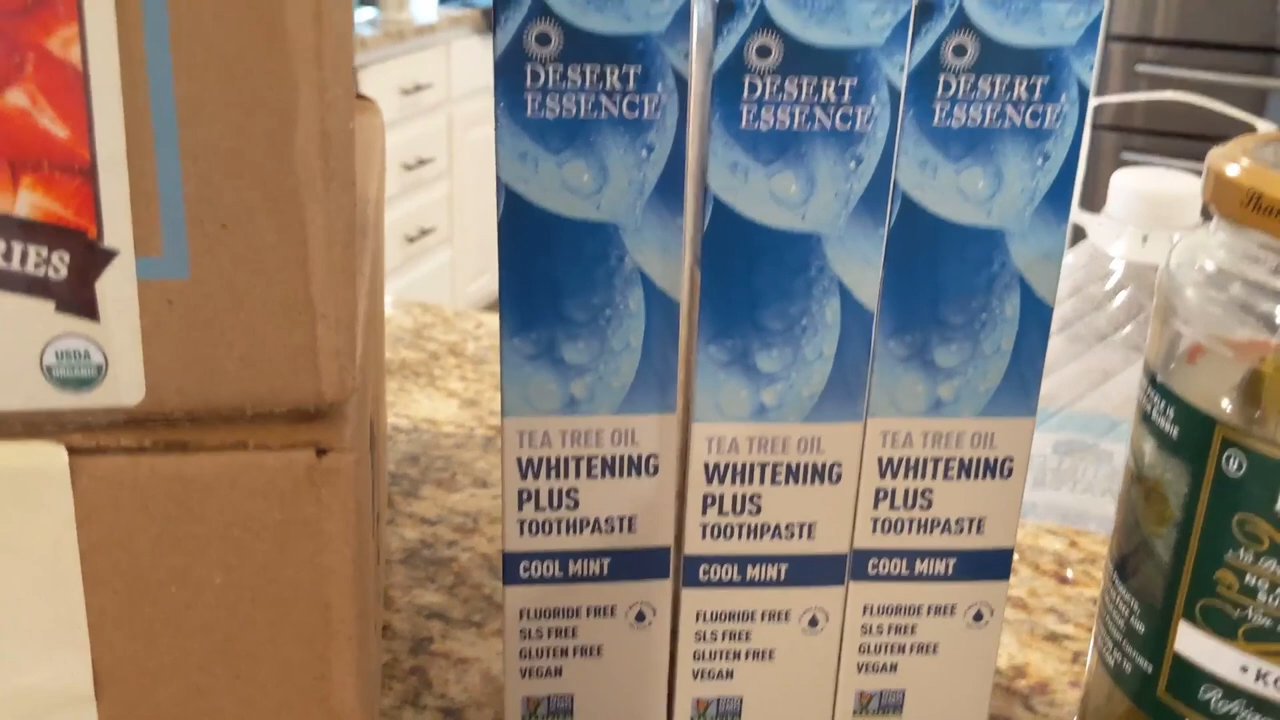 RIES
USDA
ORGANIC
DESERT
ESSENCE
TEA TREE OIL
WHITENING
PLUS
TOOTHPASTE
COOL MINT
FLUORIDE FREE
SLS FREE
GLUTEN FREE
VEGAN
DESERT
ESSENCE
TEA TREE OIL
WHITENING
PLUS
TOOTHPASTE
COOL MINT
FLUORIDE FREE
SLS FREE
GLUTEN FREE
VEGAN
DESERT
ESSENCE
TEA TREE OIL
WHITENING
PLUS
TOOTHPASTE
COOL MINT
FLUORIDE FREE
SLS FREE
GLUTEN FREE
VEGAN